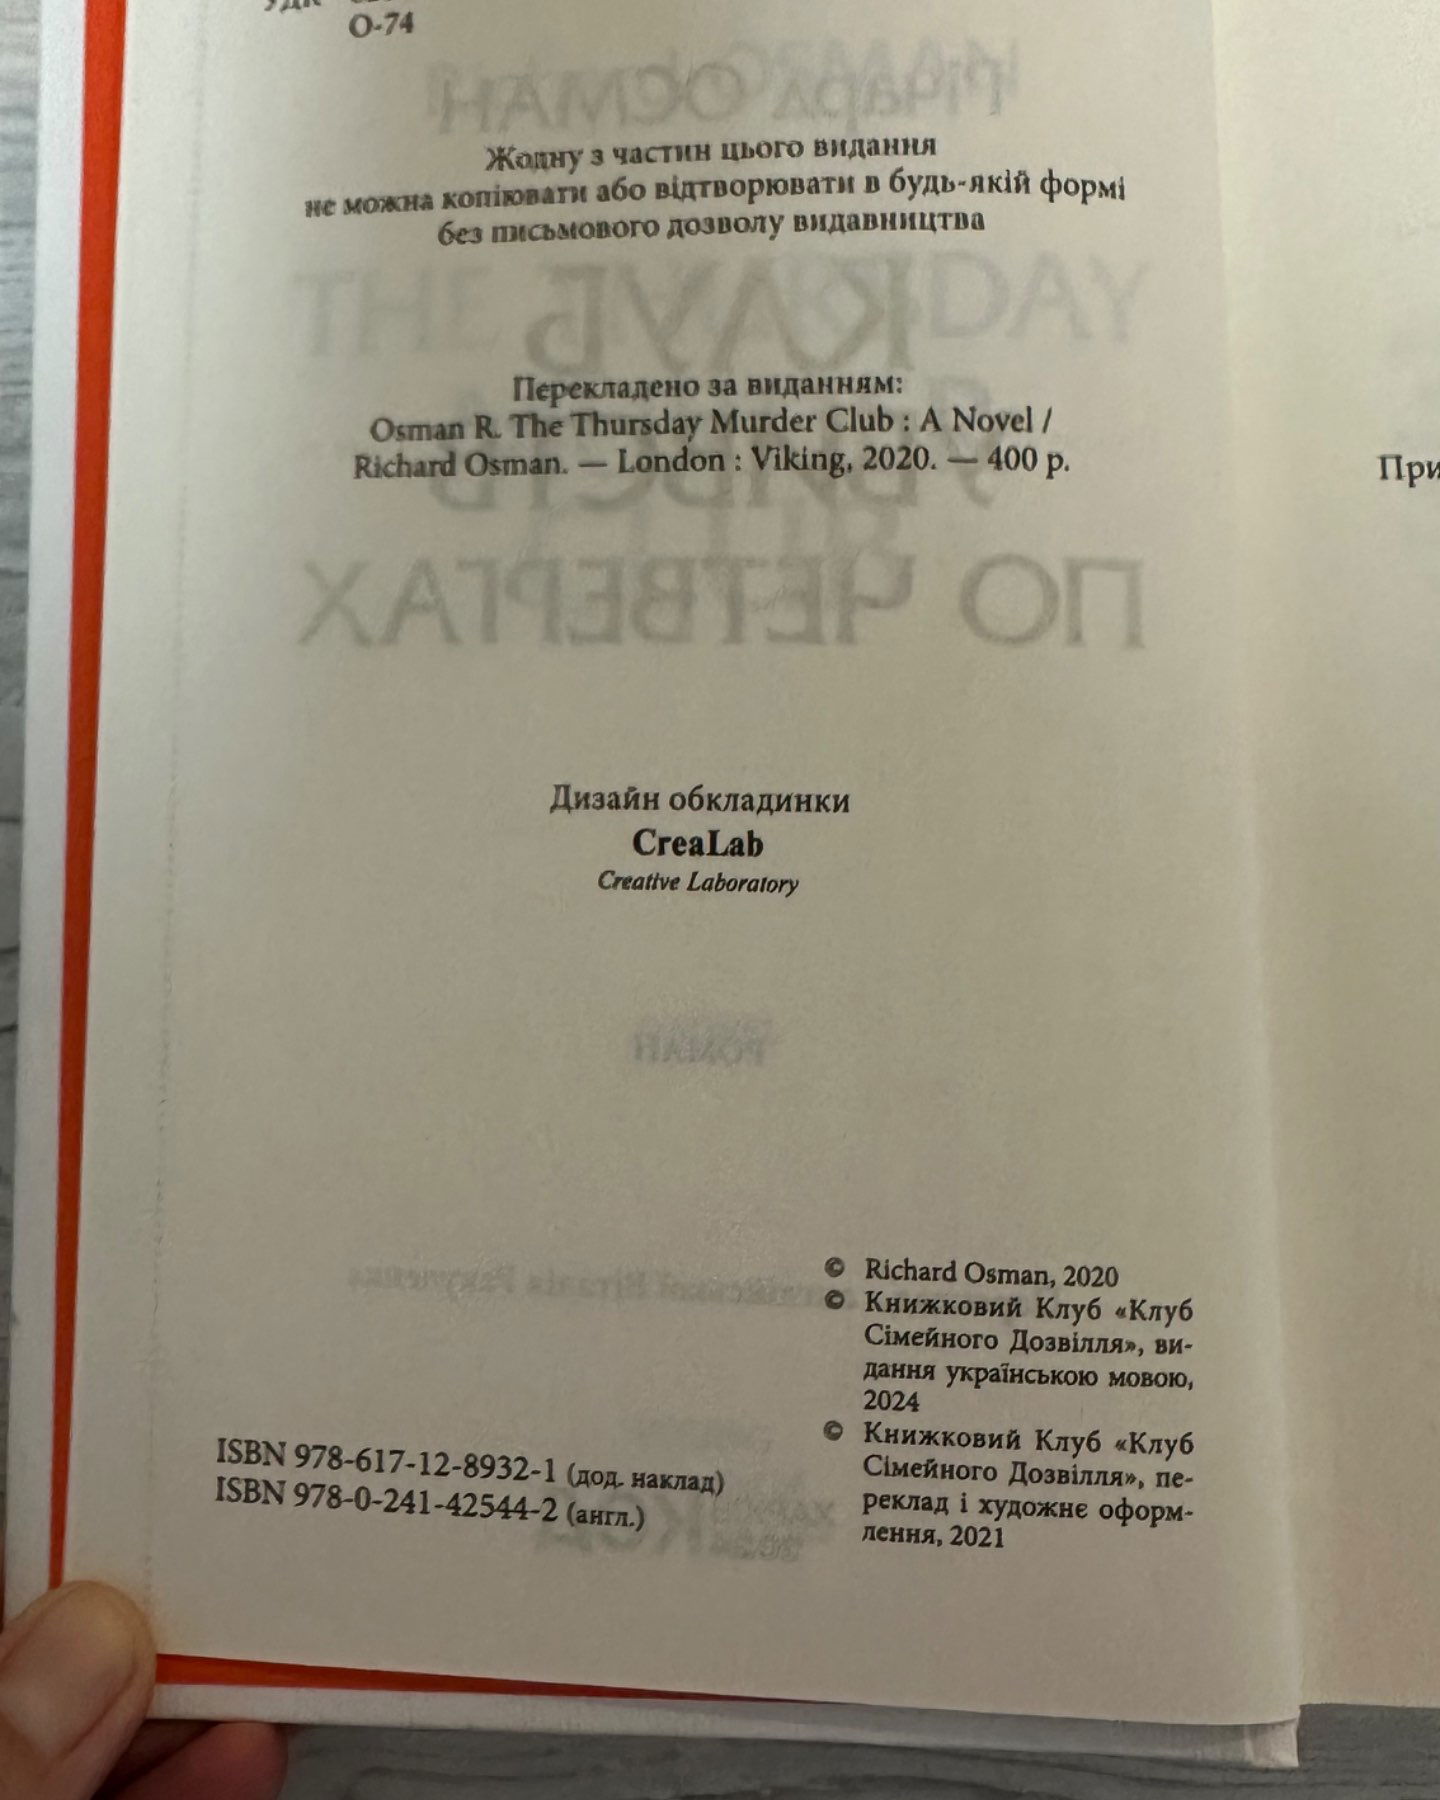 УДК
О-74
Жодну з частин цього видання
не можна копіювати або відтворювати в будь-якій формі
без письмового дозволу видавництва
Перекладено за виданням:
Osman R. The Thursday Murder Club : A Novel /
Richard Osman. — London : Viking, 2020. — 400 p.
При
Дизайн обкладинки
CreaLab
Creative Laboratory
© Richard Osman, 2020
© Книжковий Клуб «Клуб
Сімейного Дозвілля», ви-
дання українською мовою,
2024
© Книжковий Клуб «Клуб
Сімейного Дозвілля», пе-
реклад і художнє оформ-
лення, 2021
ISBN 978-617-12-8932-1 (дод. наклад)
ISBN 978-0-241-42544-2 (англ.)